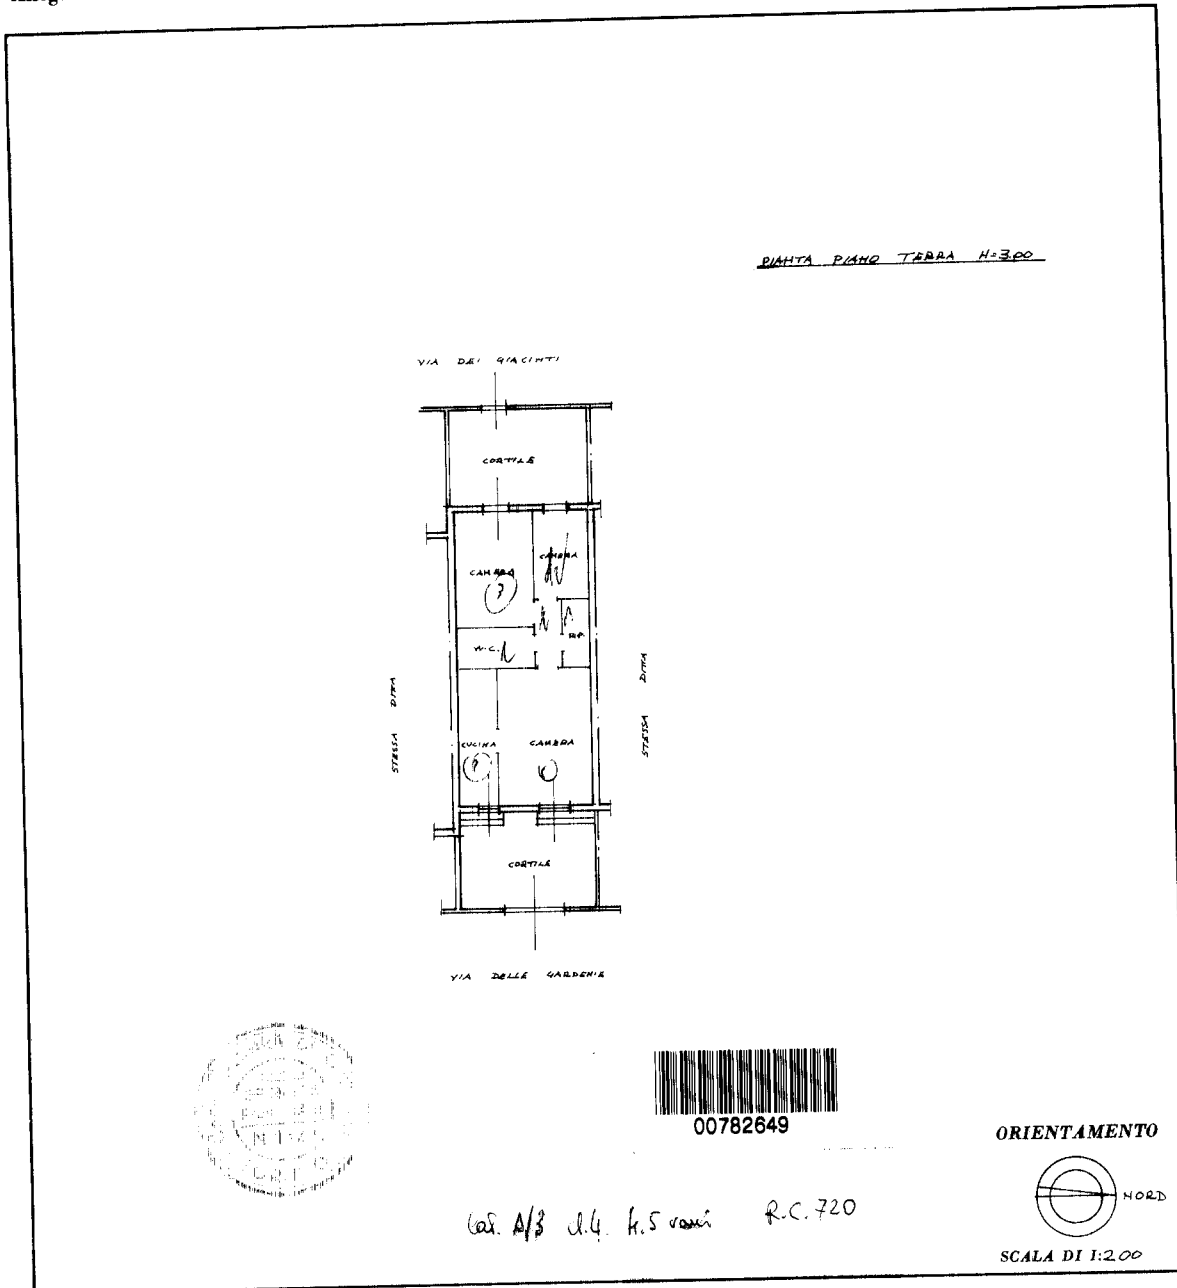 PIANTA PIANO TERRA H=3.00
VIA DEI GIACINTI
CORTILE
CAMERA
CAMERA
RIP.
W.C.
STESSA DITTA
STESSA DITTA
CUCINA
CAMERA
CORTILE
VIA DELLE GARDENIE
00782649
ORIENTAMENTO
NORD
Cat. A/3 cl.4 h.5 vani R.C.720
SCALA DI 1:200